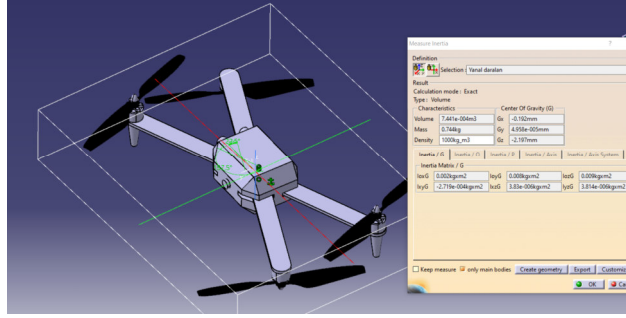 Measure Inertia ?
Definition
Selection : Yanal daralan
Result
Calculation mode : Exact
Type : Volume
Characteristics Center Of Gravity (G)
Volume 7.441e-004m3 Gx -0.192mm
Mass 0.744kg Gy 4.958e-005mm
Density 1000kg_m3 Gz -2.197mm
Inertia / G Inertia / O Inertia / P Inertia / Axis Inertia / Axis System
Inertia Matrix / G
IoxG 0.002kgxm2 IoyG 0.008kgxm2 IozG 0.009kgxm2
IxyG -2.719e-004kgxm2 IxzG 3.83e-006kgxm2 IyzG 3.814e-006kgxm2
Keep measure only main bodies Create geometry Export Customiz
OK Ca